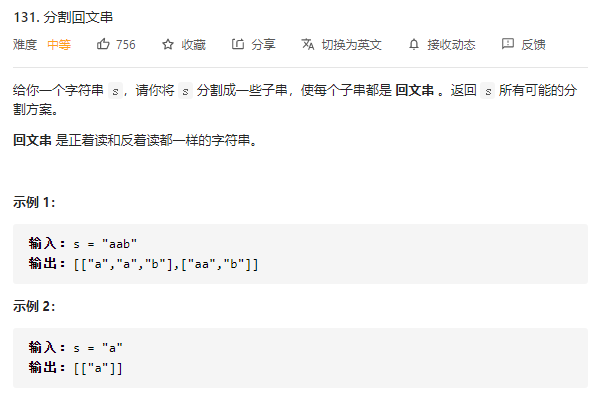 131. 分割回文串
难度 中等 756 收藏 分享 切换为英文 接收动态 反馈
给你一个字符串 s，请你将 s 分割成一些子串，使每个子串都是 回文串 。返回 s 所有可能的分
割方案。
回文串 是正着读和反着读都一样的字符串。
示例 1：
输入：s = "aab"
输出：[["a","a","b"],["aa","b"]]
示例 2：
输入：s = "a"
输出：[["a"]]